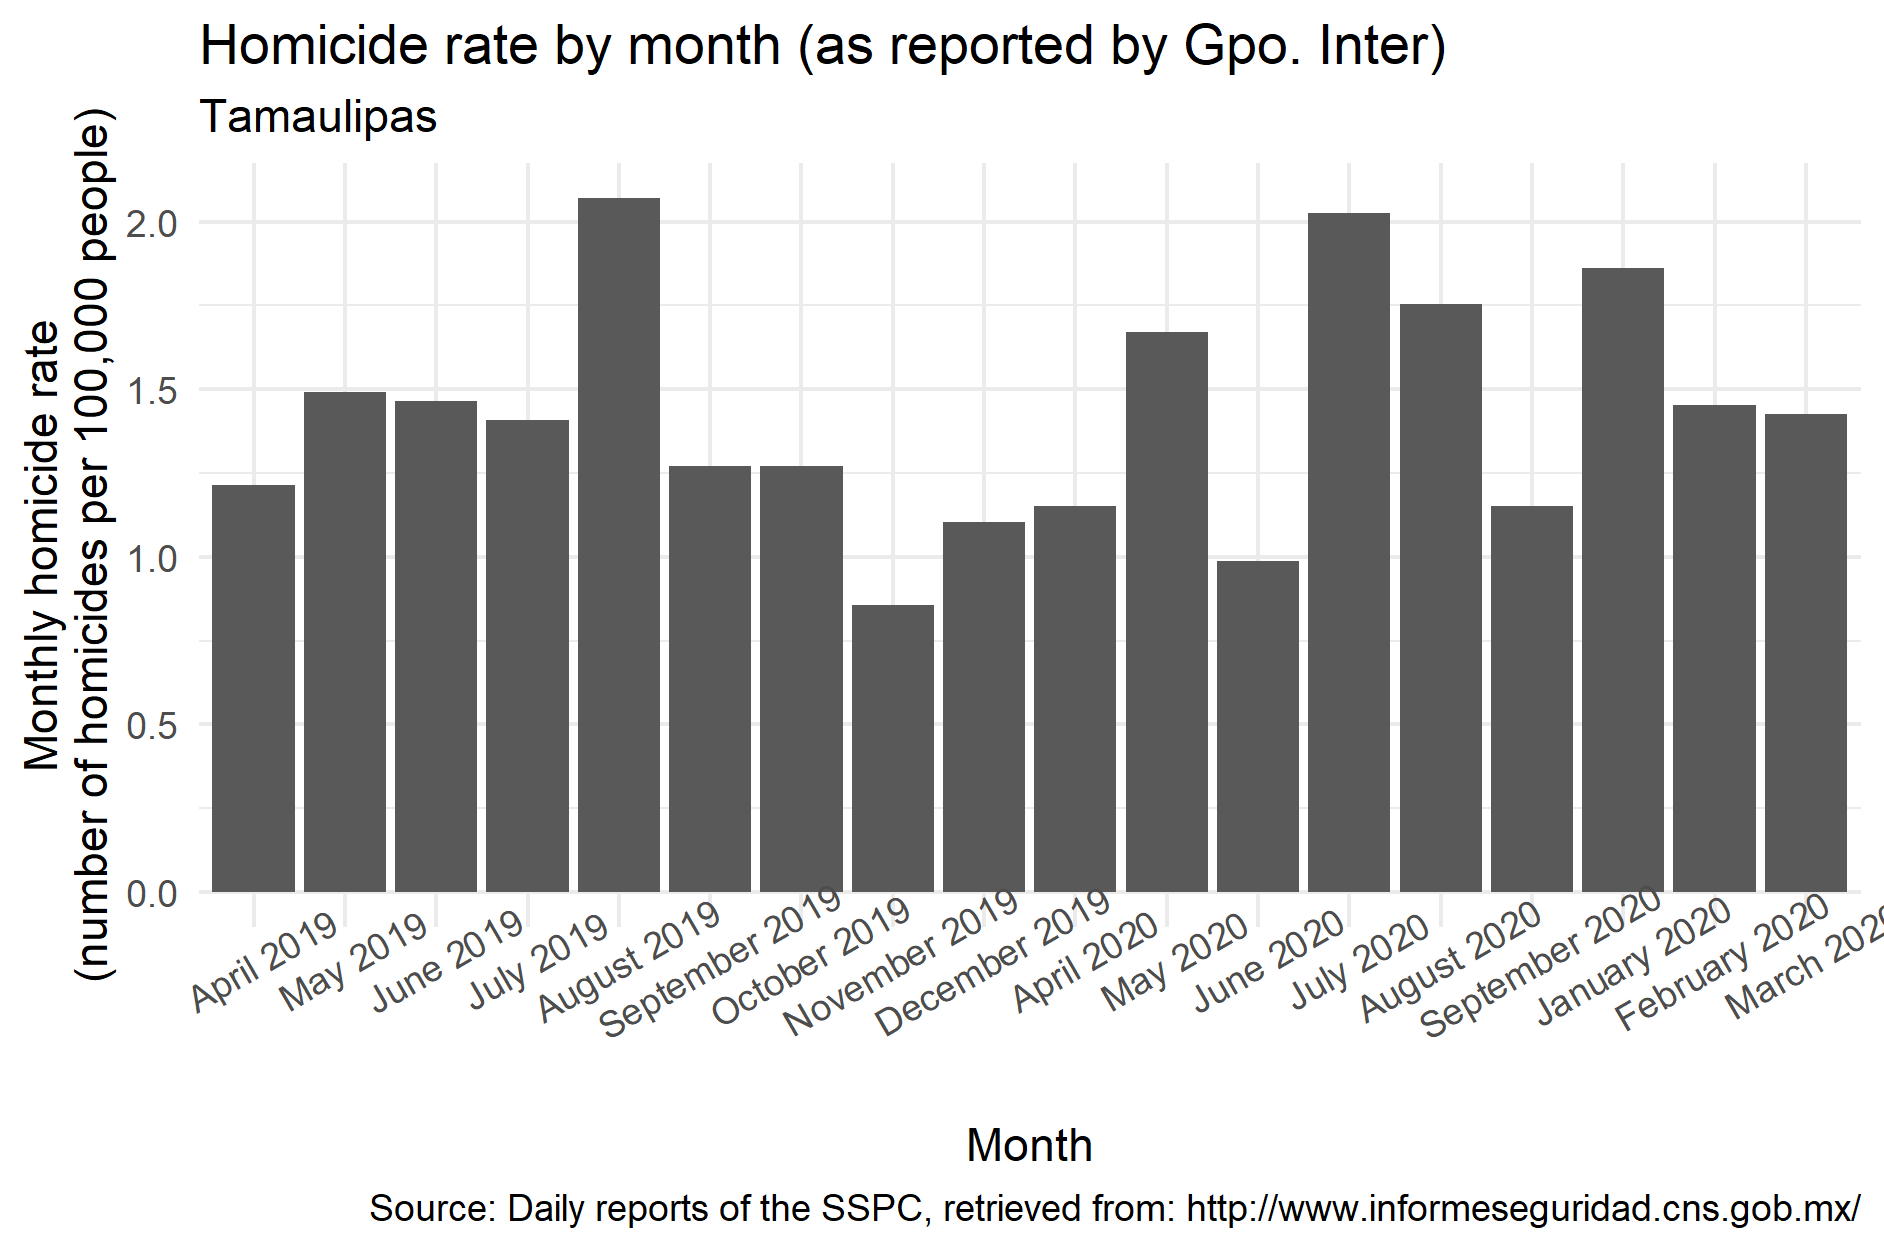 Homicide rate by month (as reported by Gpo. Inter)
Tamaulipas
Monthly homicide rate
(number of homicides per 100,000 people)
2.0
1.5
1.0
0.5
0.0
April 2019
May 2019
June 2019
July 2019
August 2019
September 2019
October 2019
November 2019
December 2019
April 2020
May 2020
June 2020
July 2020
August 2020
September 2020
January 2020
February 2020
March 2020
Month
Source: Daily reports of the SSPC, retrieved from: http://www.informeseguridad.cns.gob.mx/